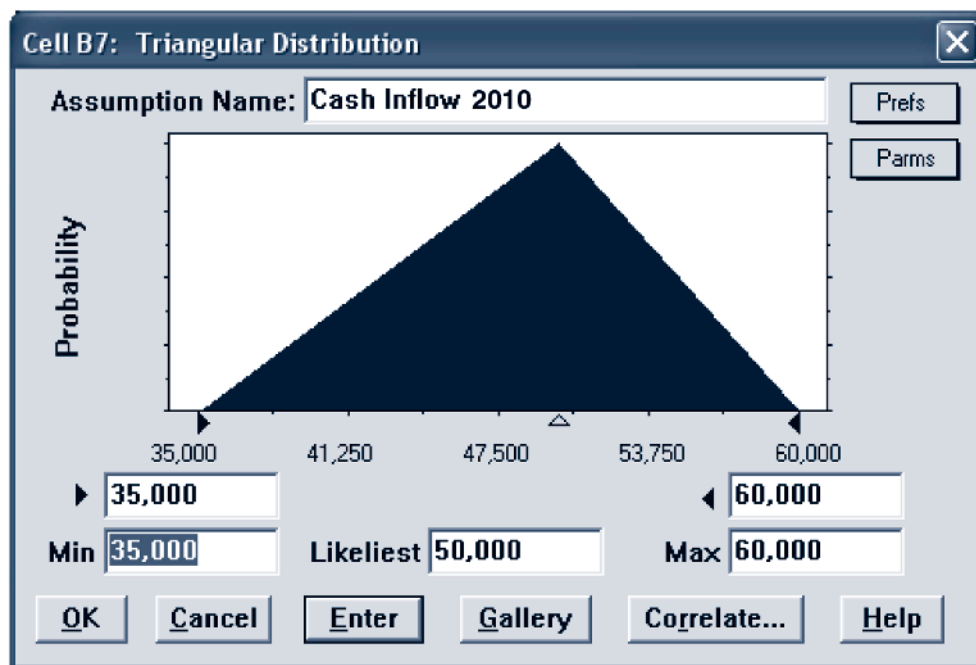 Cell B7: Triangular Distribution
Assumption Name: Cash Inflow 2010
Prefs
Parms
Probability
35,000 41,250 47,500 53,750 60,000
35,000 60,000
Min 35,000 Likeliest 50,000 Max 60,000
OK Cancel Enter Gallery Correlate... Help